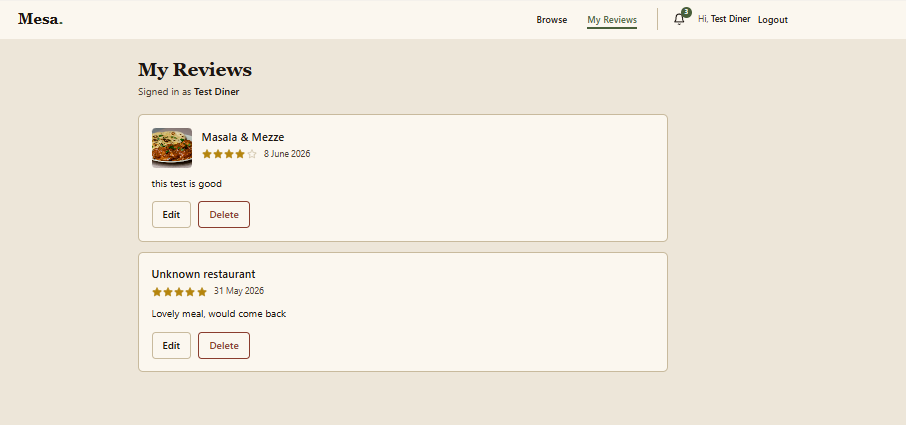 Mesa.
Browse
My Reviews
3
Hi, Test Diner
Logout
My Reviews
Signed in as Test Diner
Masala & Mezze
8 June 2026
this test is good
Edit
Delete
Unknown restaurant
31 May 2026
Lovely meal, would come back
Edit
Delete